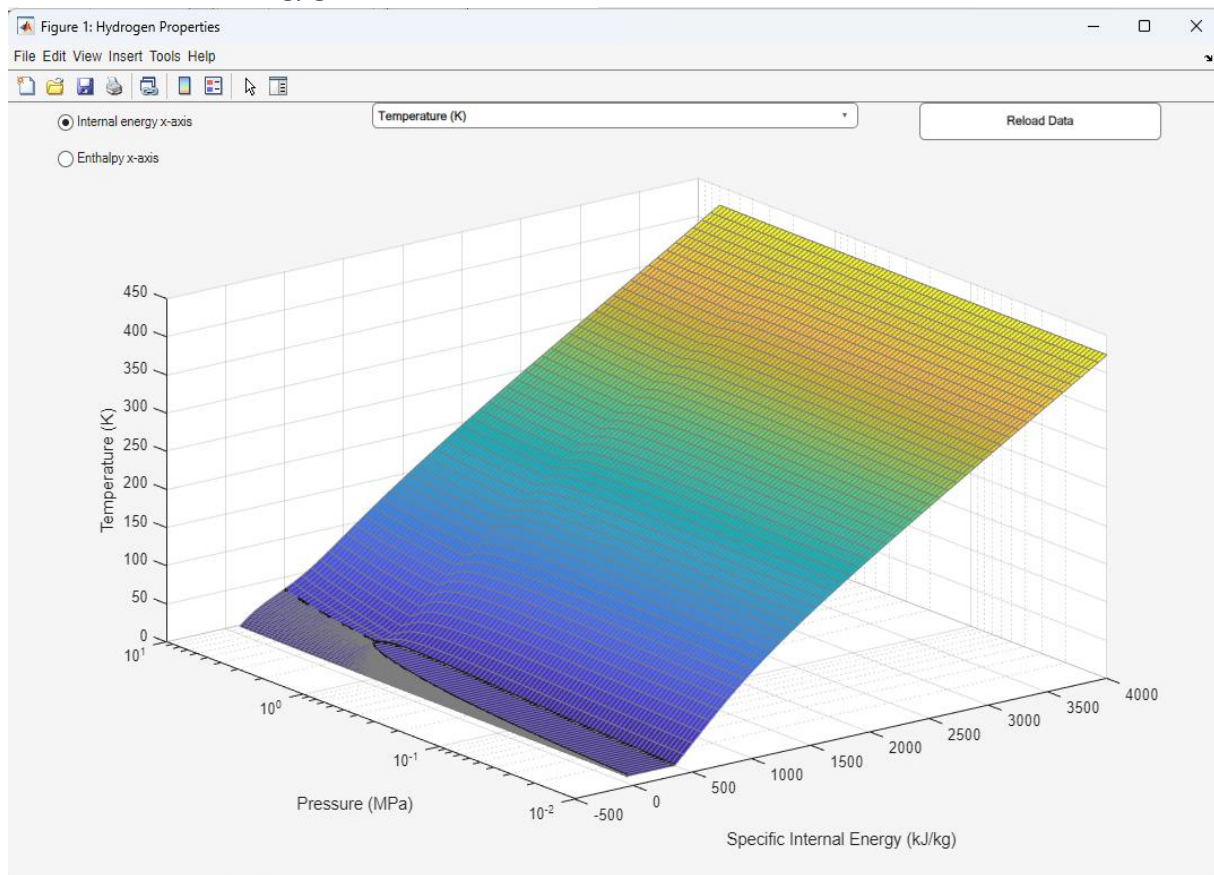 Figure 1: Hydrogen Properties
File Edit View Insert Tools Help
Internal energy x-axis
Temperature (K)
Reload Data
Enthalpy x-axis
450
400
350
300
250
200
150
100
50
0
Temperature (K)
10¹
10⁰
10⁻¹
10⁻²
Pressure (MPa)
-500
0
500
1000
1500
2000
2500
3000
3500
4000
Specific Internal Energy (kJ/kg)